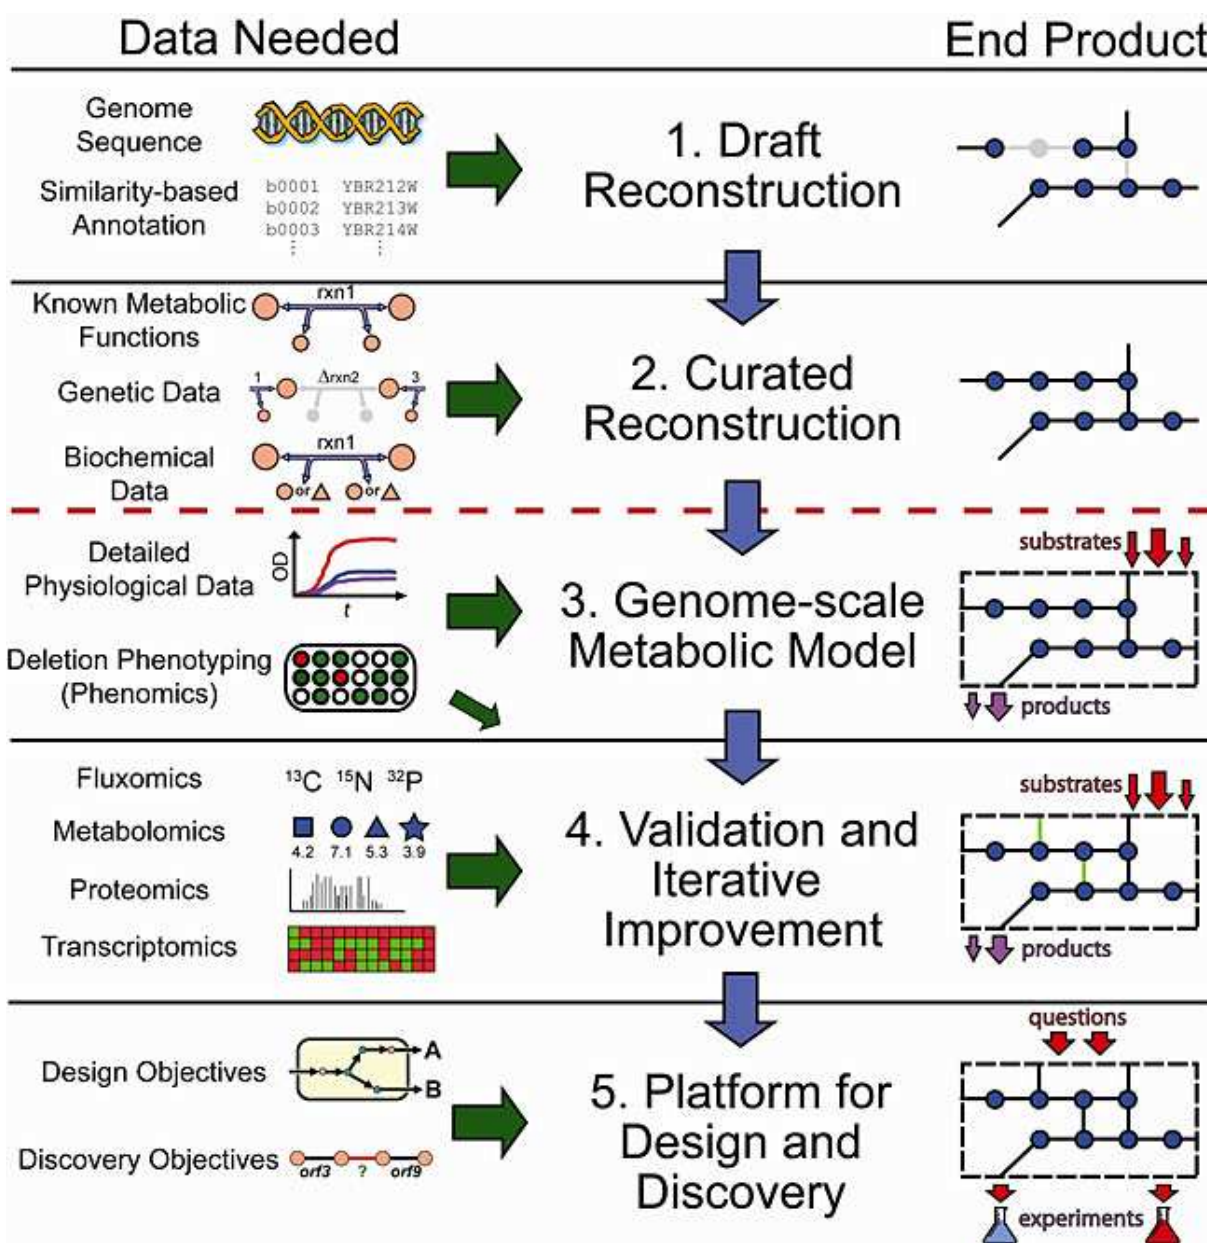 Data Needed
End Product
Genome
Sequence
Similarity-based
Annotation
b0001 YBR212W
b0002 YBR213W
b0003 YBR214W
1. Draft
Reconstruction
Known Metabolic
Functions
rxn1
Genetic Data
1 Δrxn2 3
Biochemical
Data
rxn1
or or
2. Curated
Reconstruction
Detailed
Physiological Data
OD
t
Deletion Phenotyping
(Phenomics)
3. Genome-scale
Metabolic Model
substrates
products
Fluxomics
13C 15N 32P
Metabolomics
4.2 7.1 5.3 3.9
Proteomics
Transcriptomics
4. Validation and
Iterative
Improvement
substrates
products
Design Objectives
A
B
Discovery Objectives
orf3 ? orf9
5. Platform for
Design and
Discovery
questions
experiments